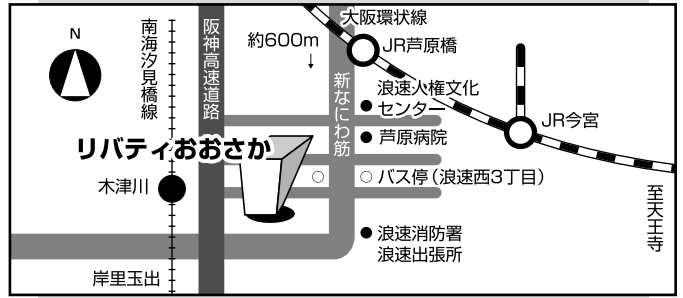 大阪環状線
N
南海汐見橋線
阪神高速道路
約600m
↓
JR芦原橋
新なにわ筋
浪速人権文化
センター
JR今宮
芦原病院
リバティおおさか
木津川
バス停（浪速西3丁目）
至天王寺
浪速消防署
浪速出張所
岸里玉出